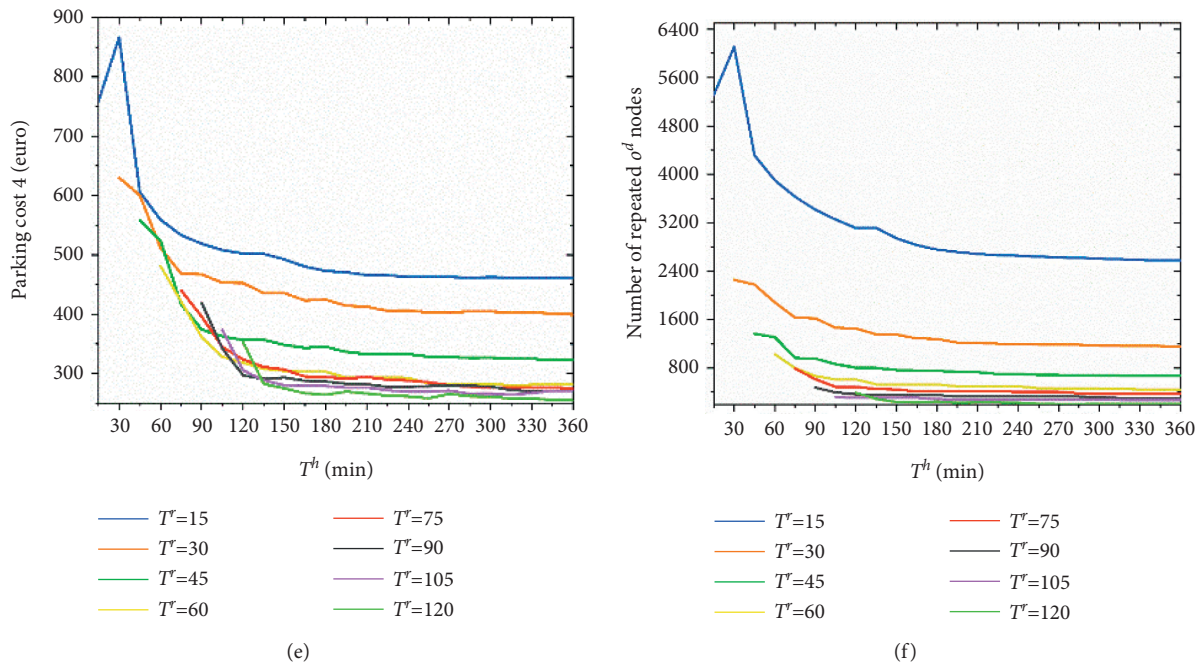 900
800
700
600
500
400
300
Parking cost 4 (euro)
30 60 90 120 150 180 210 240 270 300 330 360
T^h (min)
T^r=15
T^r=30
T^r=45
T^r=60
T^r=75
T^r=90
T^r=105
T^r=120
(e)
6400
5600
4800
4000
3200
2400
1600
800
Number of repeated o^d nodes
30 60 90 120 150 180 210 240 270 300 330 360
T^h (min)
T^r=15
T^r=30
T^r=45
T^r=60
T^r=75
T^r=90
T^r=105
T^r=120
(f)